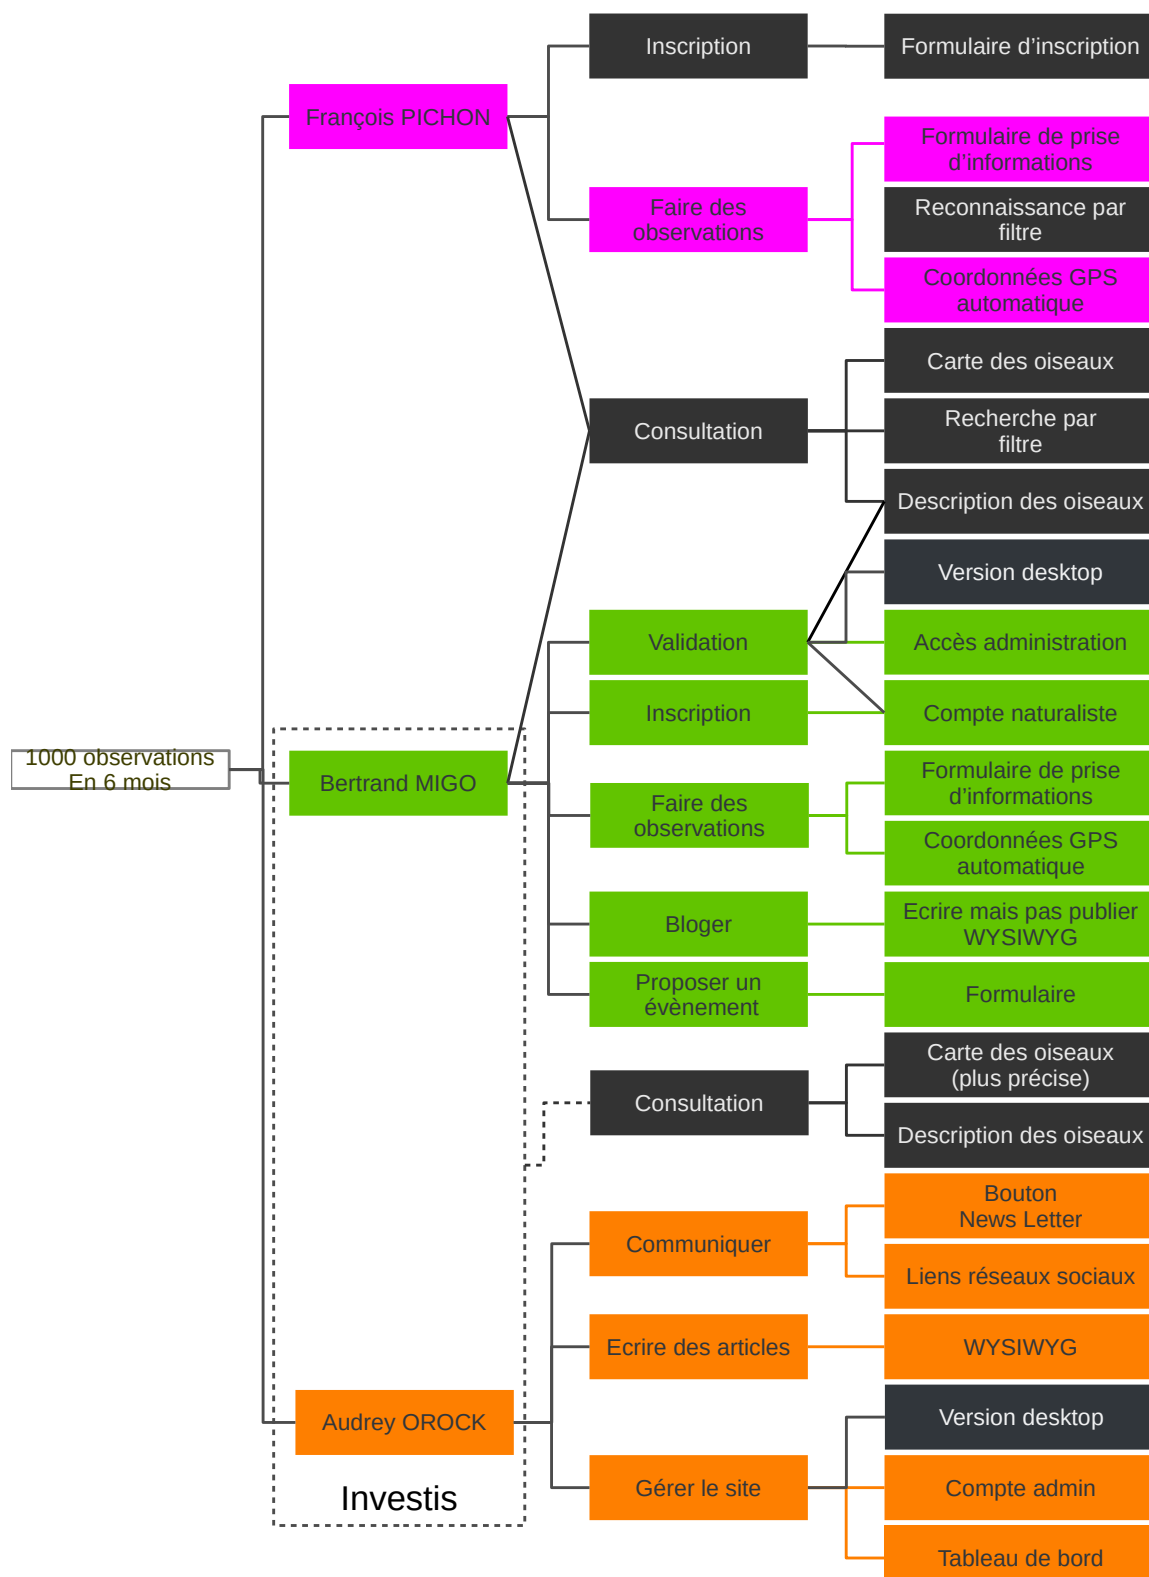 Inscription
Formulaire d’inscription
François PICHON
Formulaire de prise
d’informations
Faire des
observations
Reconnaissance par
filtre
Coordonnées GPS
automatique
Carte des oiseaux
Consultation
Recherche par
filtre
Description des oiseaux
Version desktop
Validation
Accès administration
Inscription
Compte naturaliste
1000 observations
En 6 mois
Bertrand MIGO
Formulaire de prise
d’informations
Faire des
observations
Coordonnées GPS
automatique
Bloger
Ecrire mais pas publier
WYSIWYG
Proposer un
évènement
Formulaire
Carte des oiseaux
(plus précise)
Consultation
Description des oiseaux
Bouton
News Letter
Communiquer
Liens réseaux sociaux
Ecrire des articles
WYSIWYG
Audrey OROCK
Version desktop
Gérer le site
Compte admin
Investis
Tableau de bord